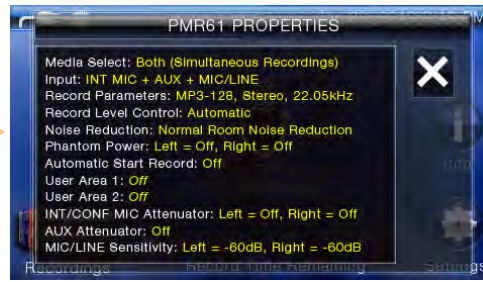 PMR61 PROPERTIES
Media Select: Both (Simultaneous Recordings)
Input: INT MIC + AUX + MIC/LINE
Record Parameters: MP3-128, Stereo, 22.05kHz
Record Level Control: Automatic
Noise Reduction: Normal Room Noise Reduction
Phantom Power: Left = Off, Right = Off
Automatic Start Record: Off
User Area 1: Off
User Area 2: Off
INT/CONF MIC Attenuator: Left = Off, Right = Off
AUX Attenuator: Off
MIC/LINE Sensitivity: Left = -60dB, Right = -60dB
Info
Recordings Record Time Remaining Settings